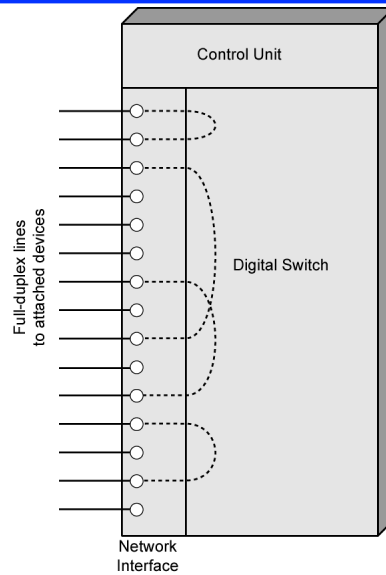 Control Unit
Full-duplex lines
to attached devices
Digital Switch
Network
Interface